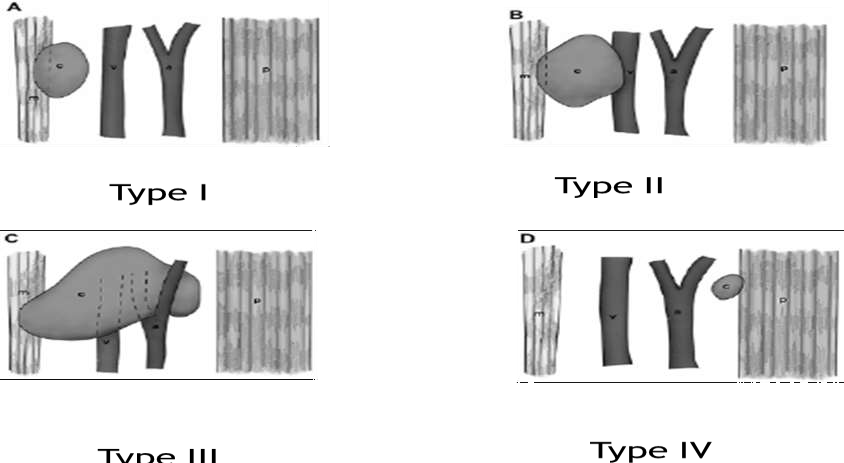 A
m c v a p
Type I
B
m c v a p
Type II
C
m c v a p
Type III
D
m v a c p
Type IV